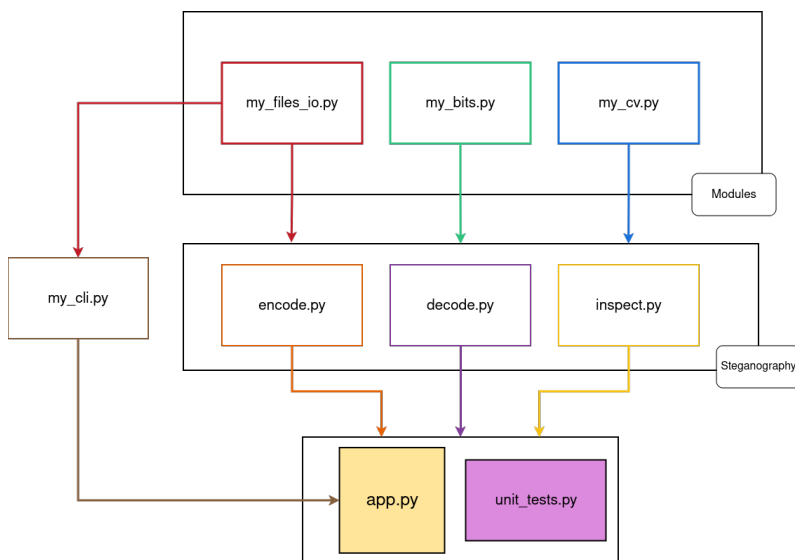 my_files_io.py
my_bits.py
my_cv.py
Modules
my_cli.py
encode.py
decode.py
inspect.py
Steganography
app.py
unit_tests.py